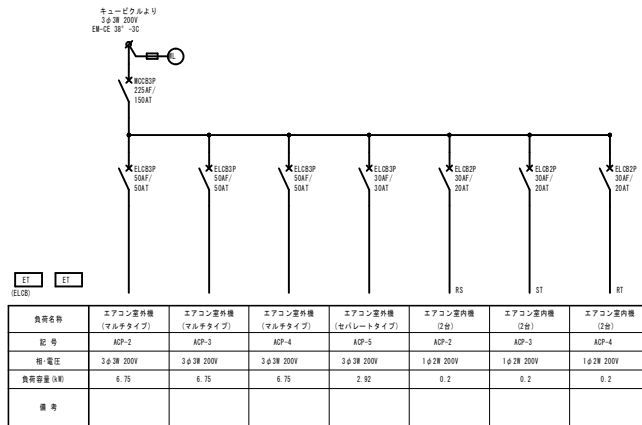 キュービクルより
3φ3W 200V
EM-CE 38° -3C
WL
MCCB3P
225AF/
150AT
ELCB3P
50AF/
50AT
ELCB3P
50AF/
50AT
ELCB3P
50AF/
50AT
ELCB3P
30AF/
30AT
ELCB2P
30AF/
20AT
ELCB2P
30AF/
20AT
ELCB2P
30AF/
20AT
ET ET
(ELCB)
RS ST RT
負荷名称 エアコン室外機 エアコン室外機 エアコン室外機 エアコン室外機 エアコン室内機 エアコン室内機 エアコン室内機
(マルチタイプ) (マルチタイプ) (マルチタイプ) (セパレートタイプ) (2台) (2台) (2台)
記 号 ACP-2 ACP-3 ACP-4 ACP-5 ACP-2 ACP-3 ACP-4
相・電圧 3φ3W 200V 3φ3W 200V 3φ3W 200V 3φ3W 200V 1φ2W 200V 1φ2W 200V 1φ2W 200V
負荷容量(kW) 6.75 6.75 6.75 2.92 0.2 0.2 0.2
備 考